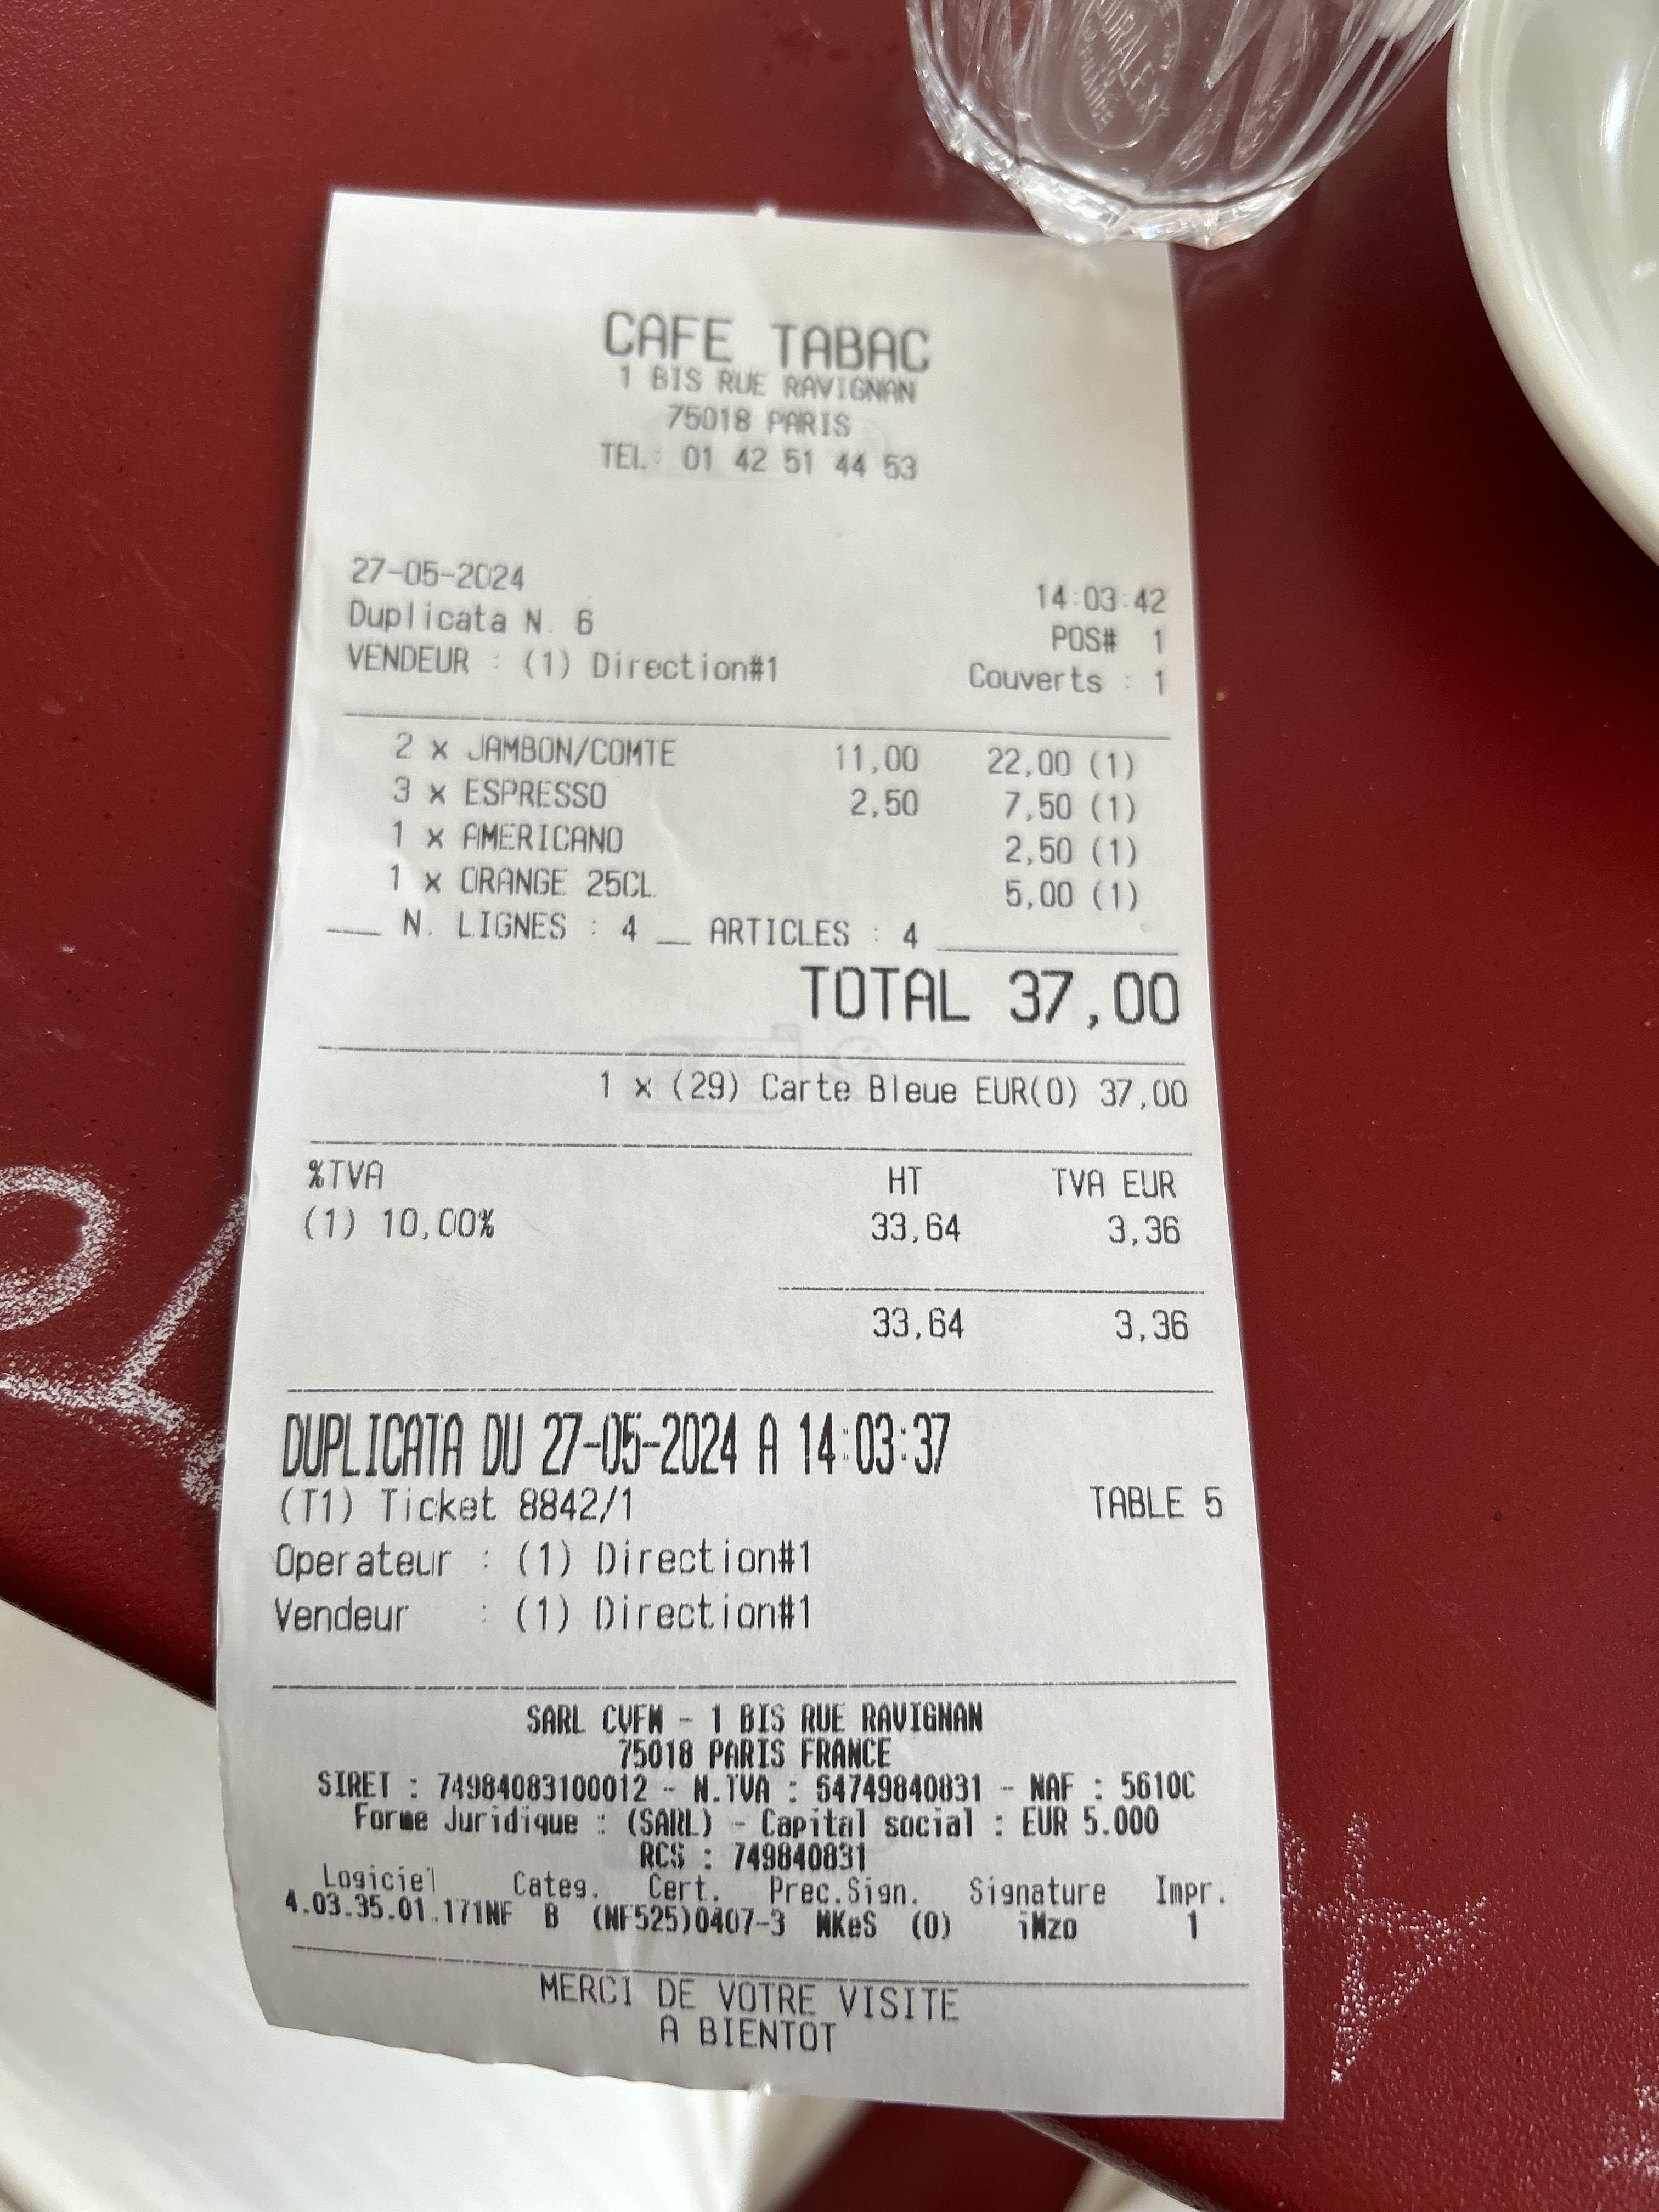 DURALEX
CAFE TABAC
1 BIS RUE RAVIGNAN
75018 PARIS
TEL: 01 42 51 44 53
27-05-2024 14:03:42
Duplicata N. 6 POS# 1
VENDEUR : (1) Direction#1 Couverts : 1
2 x JAMBON/COMTE 11,00 22,00 (1)
3 x ESPRESSO 2,50 7,50 (1)
1 x AMERICANO 2,50 (1)
1 x ORANGE 25CL 5,00 (1)
N. LIGNES : 4 ARTICLES : 4
TOTAL 37,00
1 x (29) Carte Bleue EUR(0) 37,00
%TVA HT TVA EUR
(1) 10,00% 33,64 3,36
33,64 3,36
DUPLICATA DU 27-05-2024 A 14:03:37
(T1) Ticket 8842/1 TABLE 5
Operateur : (1) Direction#1
Vendeur : (1) Direction#1
SARL CVFM - 1 BIS RUE RAVIGNAN
75018 PARIS FRANCE
SIRET : 74984083100012 - N.TVA : 64749840831 - NAF : 5610C
Forme Juridique : (SARL) - Capital social : EUR 5.000
RCS : 749840831
Logiciel Categ. Cert. Prec.Sign. Signature Impr.
4.03.35.01.171NF B (NF525)0407-3 MKeS (0) iMzo 1
MERCI DE VOTRE VISITE
A BIENTOT